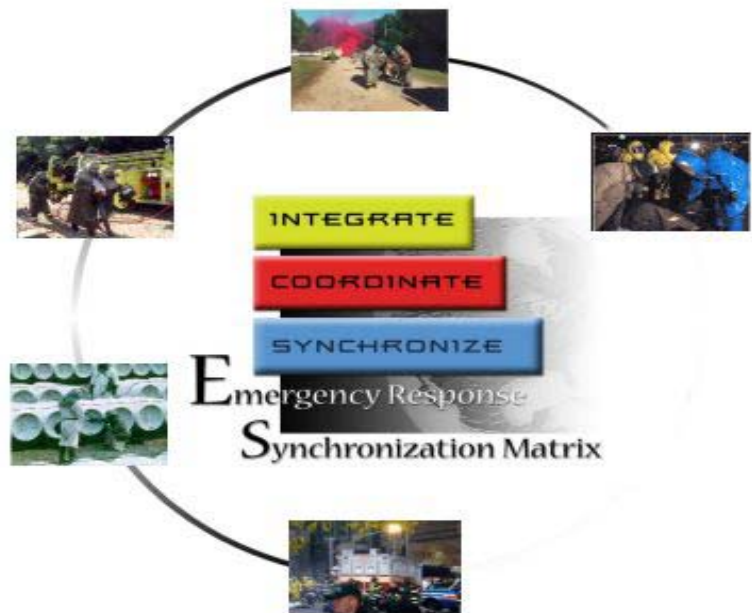 INTEGRATE
COORDINATE
SYNCHRONIZE
Emergency Response
Synchronization Matrix